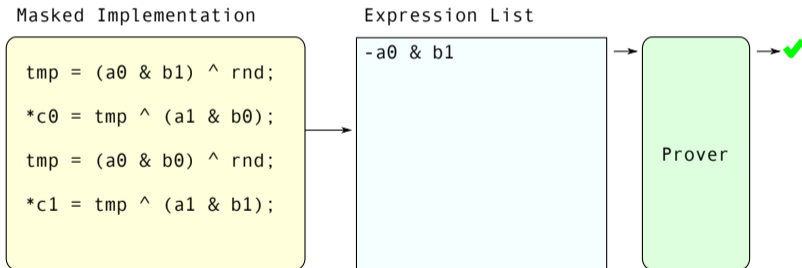 Masked Implementation
tmp = (a0 & b1) ^ rnd;
*c0 = tmp ^ (a1 & b0);
tmp = (a0 & b0) ^ rnd;
*c1 = tmp ^ (a1 & b1);
Expression List
-a0 & b1
Prover